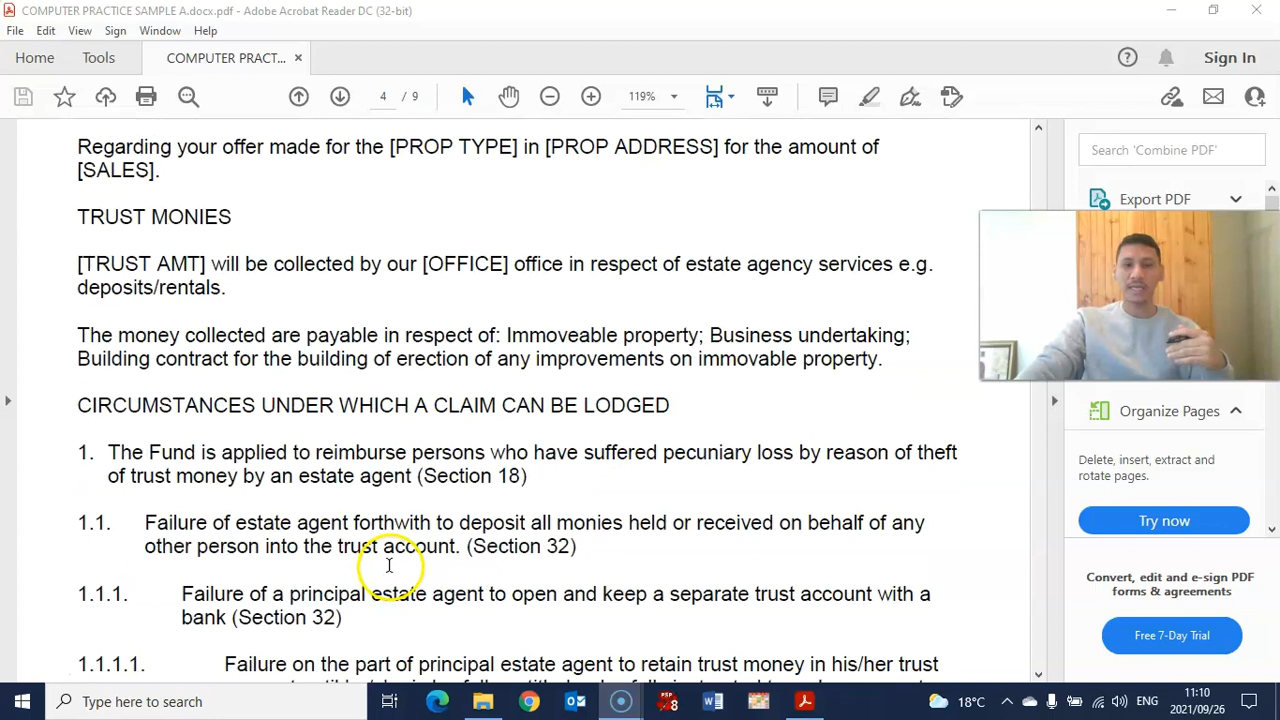 COMPUTER PRACTICE SAMPLE A.docx.pdf - Adobe Acrobat Reader DC (32-bit)
File Edit View Sign Window Help
Home Tools COMPUTER PRACT... × Sign In
4 / 9 119%
Regarding your offer made for the [PROP TYPE] in [PROP ADDRESS] for the amount of
[SALES].
TRUST MONIES
[TRUST AMT] will be collected by our [OFFICE] office in respect of estate agency services e.g.
deposits/rentals.
The money collected are payable in respect of: Immoveable property; Business undertaking;
Building contract for the building of erection of any improvements on immovable property.
CIRCUMSTANCES UNDER WHICH A CLAIM CAN BE LODGED
1. The Fund is applied to reimburse persons who have suffered pecuniary loss by reason of theft
of trust money by an estate agent (Section 18)
1.1. Failure of estate agent forthwith to deposit all monies held or received on behalf of any
other person into the trust account. (Section 32)
1.1.1. Failure of a principal estate agent to open and keep a separate trust account with a
bank (Section 32)
1.1.1.1. Failure on the part of principal estate agent to retain trust money in his/her trust
Search 'Combine PDF'
Export PDF
Organize Pages
Delete, insert, extract and
rotate pages.
Try now
Convert, edit and e-sign PDF
forms & agreements
Free 7-Day Trial
Type here to search
PSP
8
18°C
ENG
11:10
2021/09/26